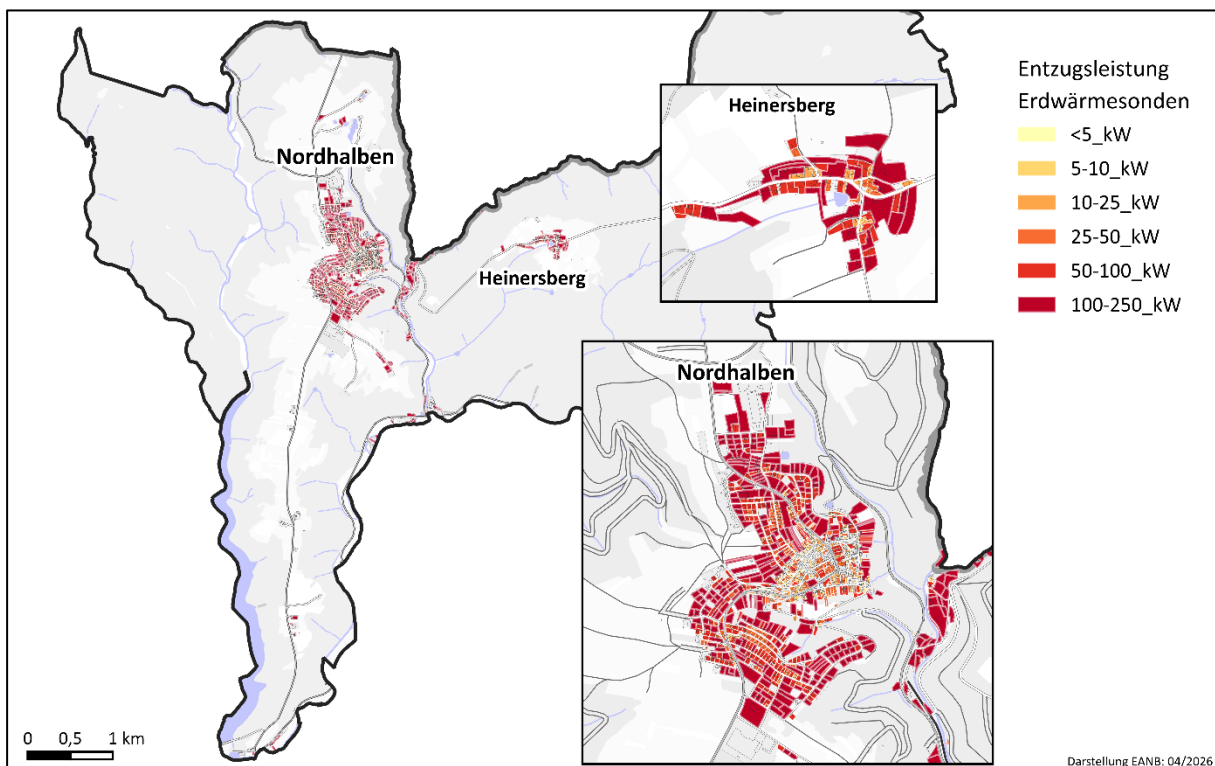 Nordhalben
Heinersberg
Heinersberg
Nordhalben
Entzugsleistung
Erdwärmesonden
<5_kW
5-10_kW
10-25_kW
25-50_kW
50-100_kW
100-250_kW
0 0,5 1 km
Darstellung EANB: 04/2026